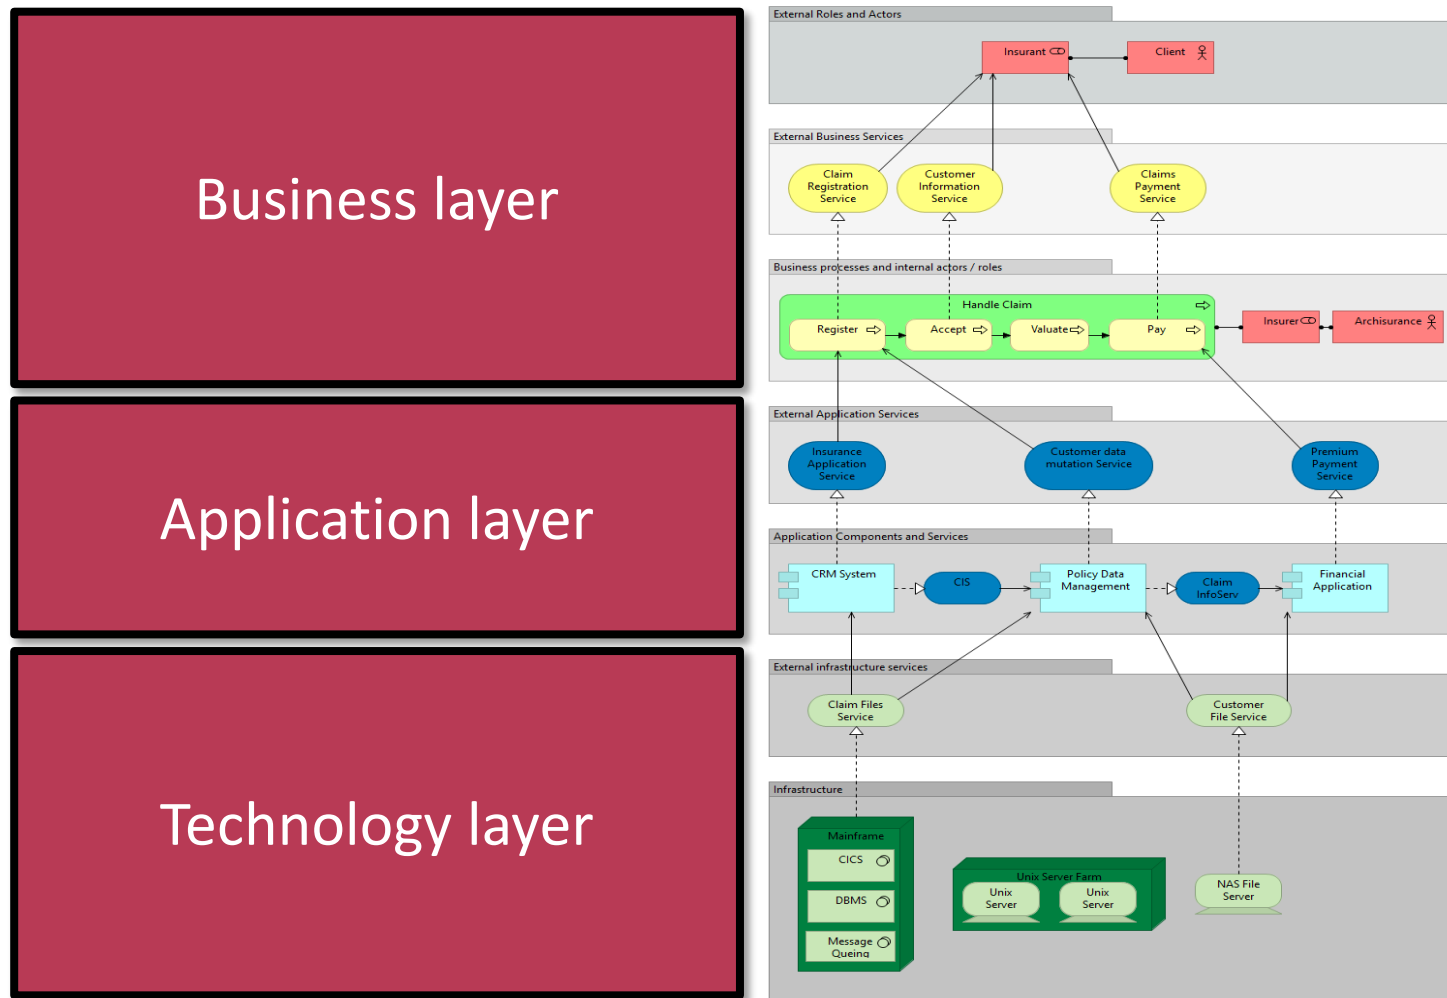 Business layer
Application layer
Technology layer
External Roles and Actors
Insurant
Client
External Business Services
Claim
Registration
Service
Customer
Information
Service
Claims
Payment
Service
Business processes and internal actors / roles
Handle Claim
Register
Accept
Valuate
Pay
Insurer
Archisurance
External Application Services
Insurance
Application
Service
Customer data
mutation Service
Premium
Payment
Service
Application Components and Services
CRM System
CIS
Policy Data
Management
Claim
InfoServ
Financial
Application
External infrastructure services
Claim Files
Service
Customer
File Service
Infrastructure
Mainframe
CICS
DBMS
Message
Queing
Unix Server Farm
Unix
Server
Unix
Server
NAS File
Server